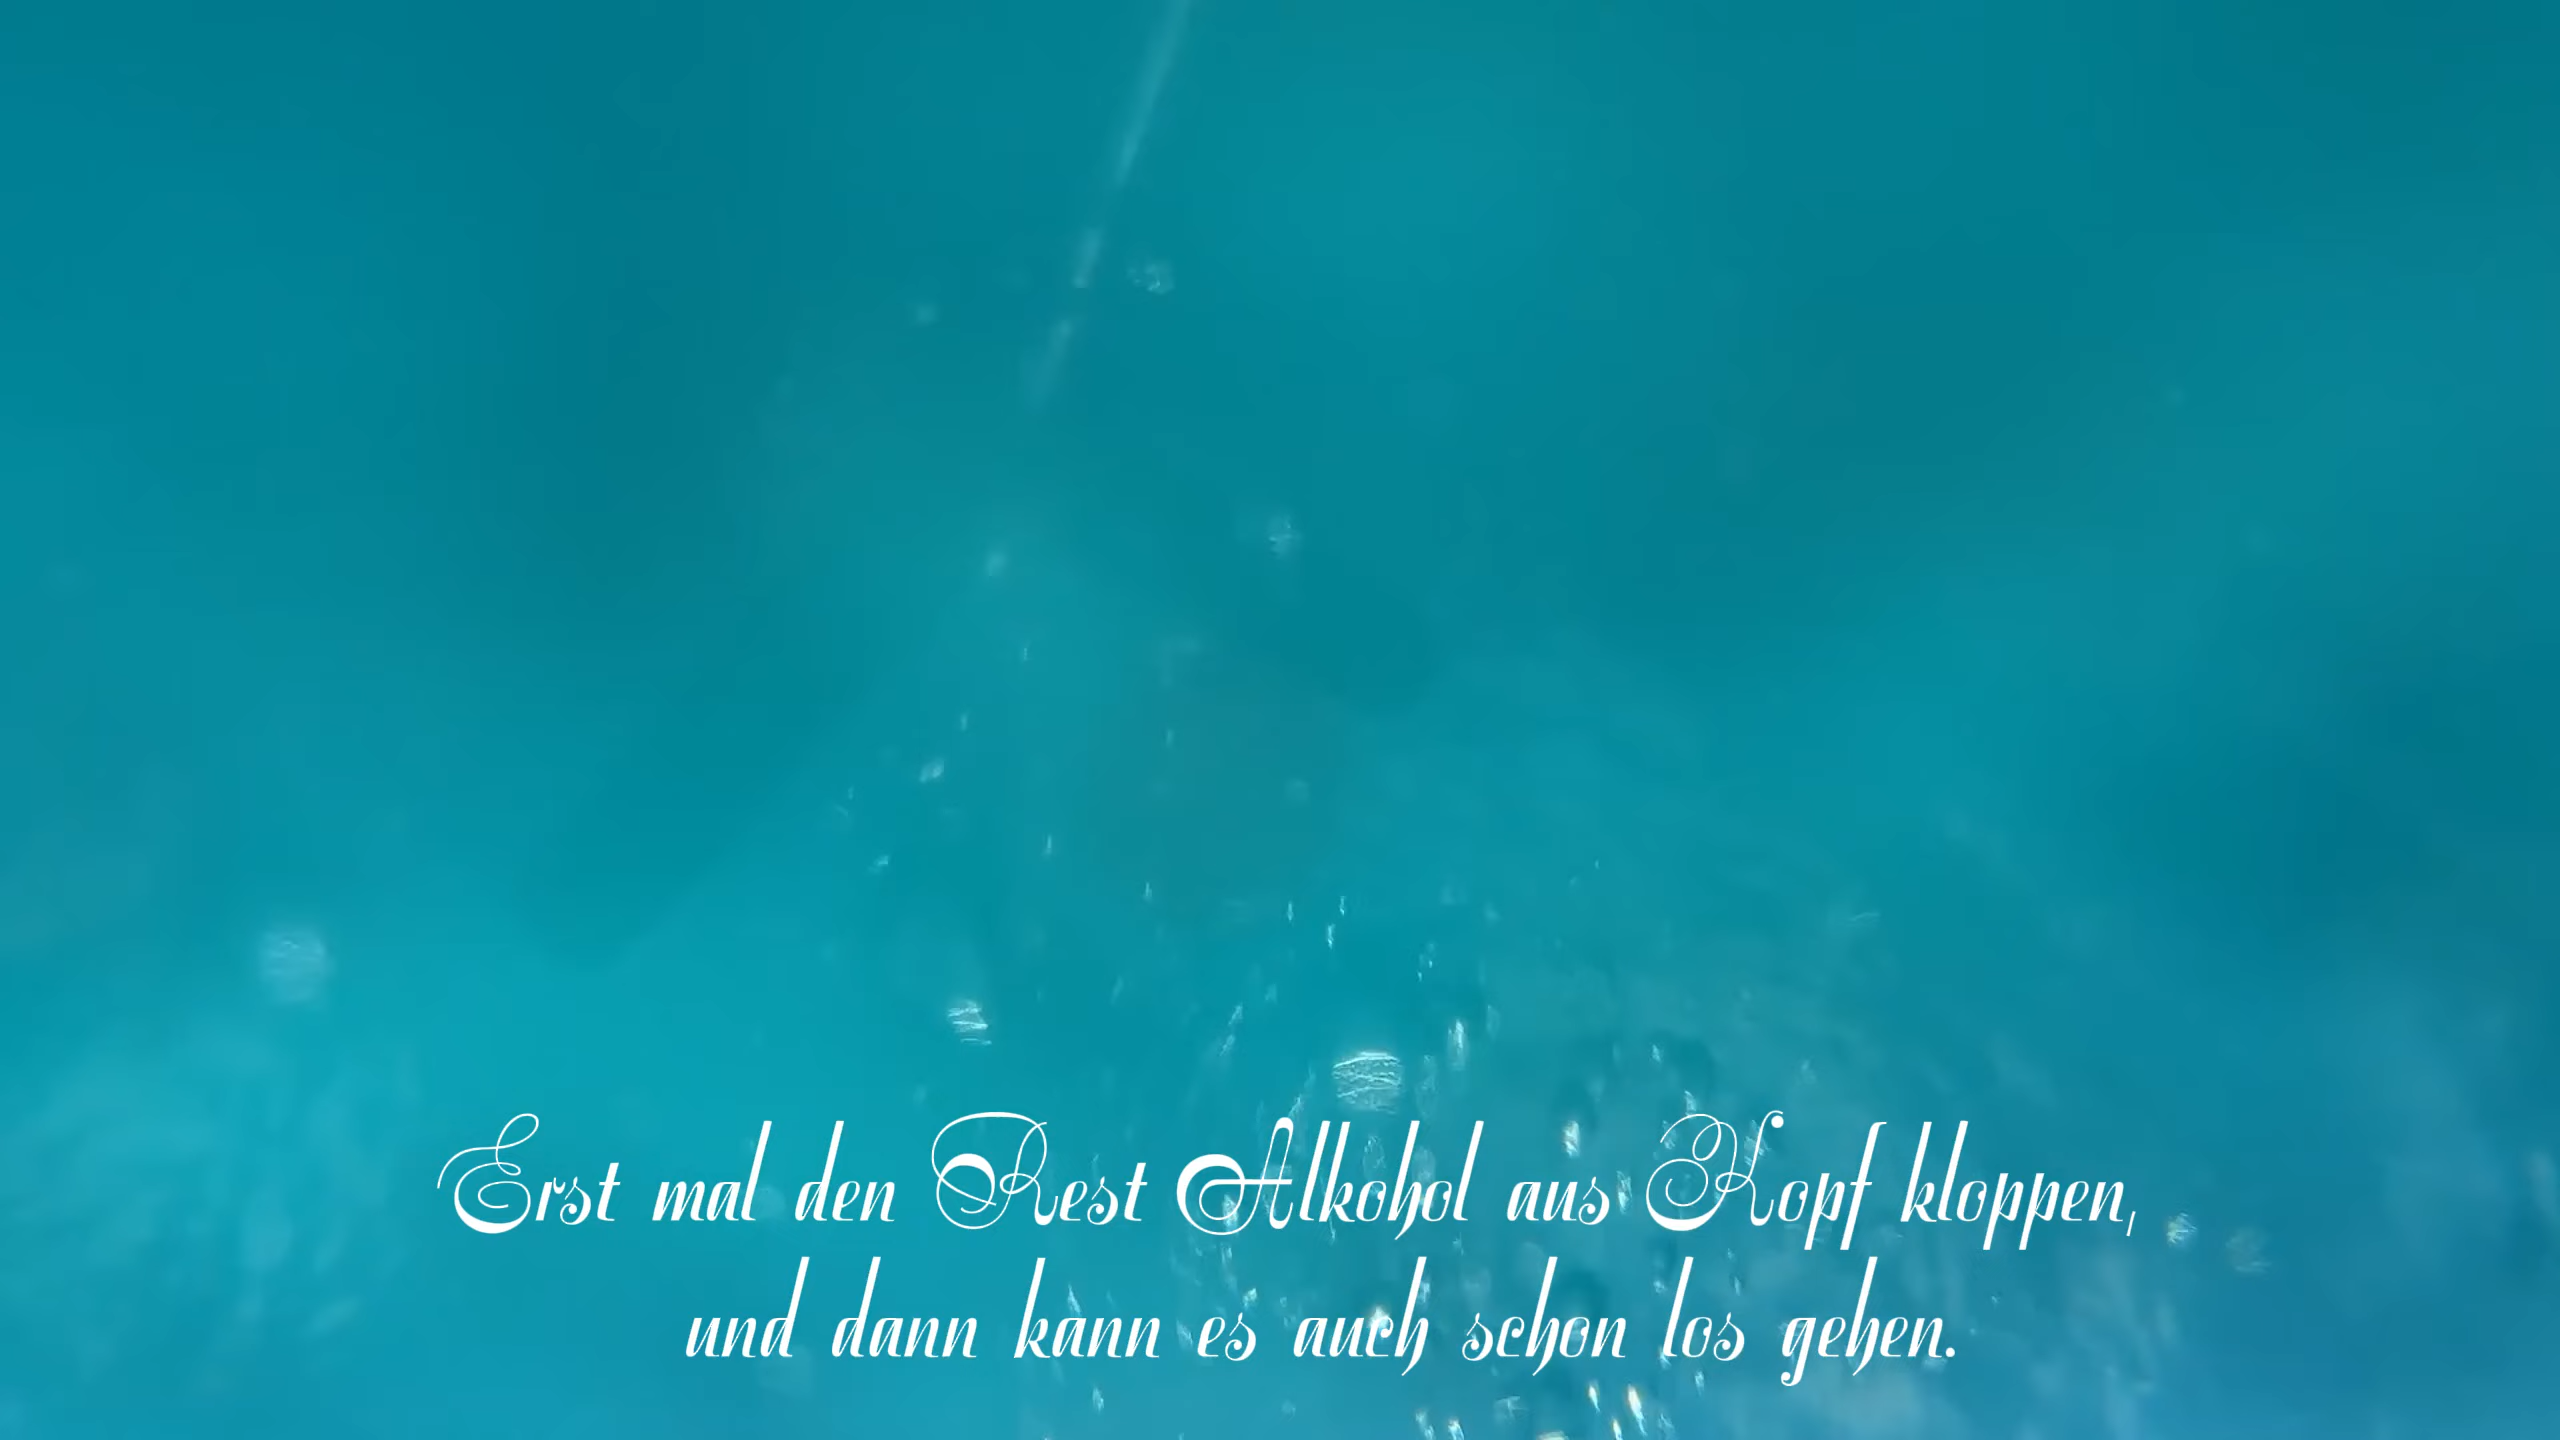 Erst mal den Rest Alkohol aus Kopf kloppen,
und dann kann es auch schon los gehen.